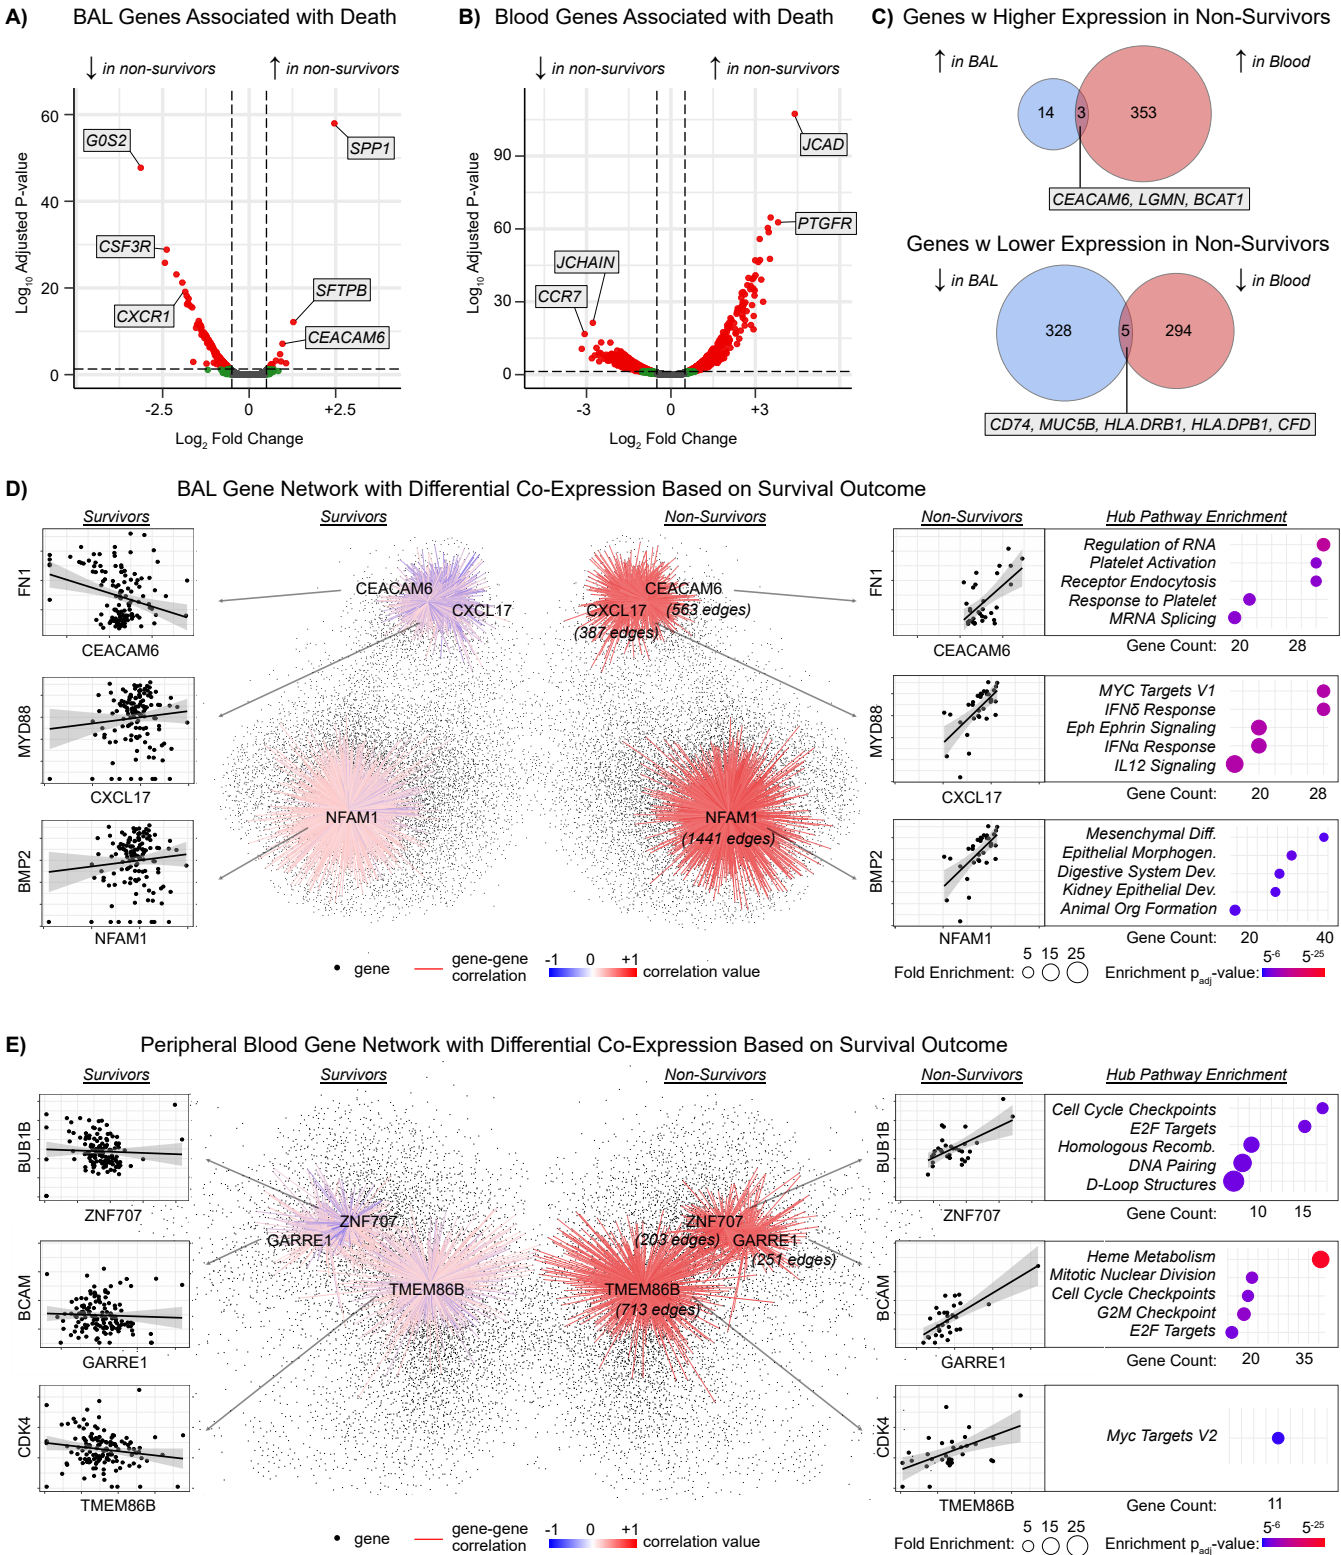 A) BAL Genes Associated with Death
↓ in non-survivors ↑ in non-survivors
Log10 Adjusted P-value
60
40
20
0
G0S2
SPP1
CSF3R
CXCR1
SFTPB
CEACAM6
-2.5 0 +2.5
Log2 Fold Change
B) Blood Genes Associated with Death
↓ in non-survivors ↑ in non-survivors
Log10 Adjusted P-value
90
60
30
0
JCAD
PTGFR
JCHAIN
CCR7
-3 0 +3
Log2 Fold Change
C) Genes w Higher Expression in Non-Survivors
↑ in BAL ↑ in Blood
14 3 353
CEACAM6, LGMN, BCAT1
Genes w Lower Expression in Non-Survivors
↓ in BAL ↓ in Blood
328 5 294
CD74, MUC5B, HLA.DRB1, HLA.DPB1, CFD
D) BAL Gene Network with Differential Co-Expression Based on Survival Outcome
Survivors Survivors Non-Survivors Non-Survivors Hub Pathway Enrichment
FN1
CEACAM6
MYD88
CXCL17
BMP2
NFAM1
CEACAM6
CXCL17
NFAM1
CEACAM6
CXCL17 (563 edges)
(387 edges)
NFAM1
(1441 edges)
FN1
CEACAM6
MYD88
CXCL17
BMP2
NFAM1
Regulation of RNA
Platelet Activation
Receptor Endocytosis
Response to Platelet
MRNA Splicing
Gene Count: 20 28
MYC Targets V1
IFNδ Response
Eph Ephrin Signaling
IFNα Response
IL12 Signaling
Gene Count: 20 28
Mesenchymal Diff.
Epithelial Morphogen.
Digestive System Dev.
Kidney Epithelial Dev.
Animal Org Formation
Gene Count: 20 40
gene
gene-gene
correlation
-1 0 +1
correlation value
5 15 25
Fold Enrichment:
Enrichment padj-value:
5-6 5-25
E) Peripheral Blood Gene Network with Differential Co-Expression Based on Survival Outcome
Survivors Survivors Non-Survivors Non-Survivors Hub Pathway Enrichment
BUB1B
ZNF707
BCAM
GARRE1
CDK4
TMEM86B
ZNF707
GARRE1
TMEM86B
ZNF707
(203 edges) GARRE1
(251 edges)
TMEM86B
(713 edges)
BUB1B
ZNF707
BCAM
GARRE1
CDK4
TMEM86B
Cell Cycle Checkpoints
E2F Targets
Homologous Recomb.
DNA Pairing
D-Loop Structures
Gene Count: 10 15
Heme Metabolism
Mitotic Nuclear Division
Cell Cycle Checkpoints
G2M Checkpoint
E2F Targets
Gene Count: 20 35
Myc Targets V2
Gene Count: 11
gene
gene-gene
correlation
-1 0 +1
correlation value
5 15 25
Fold Enrichment:
Enrichment padj-value:
5-6 5-25